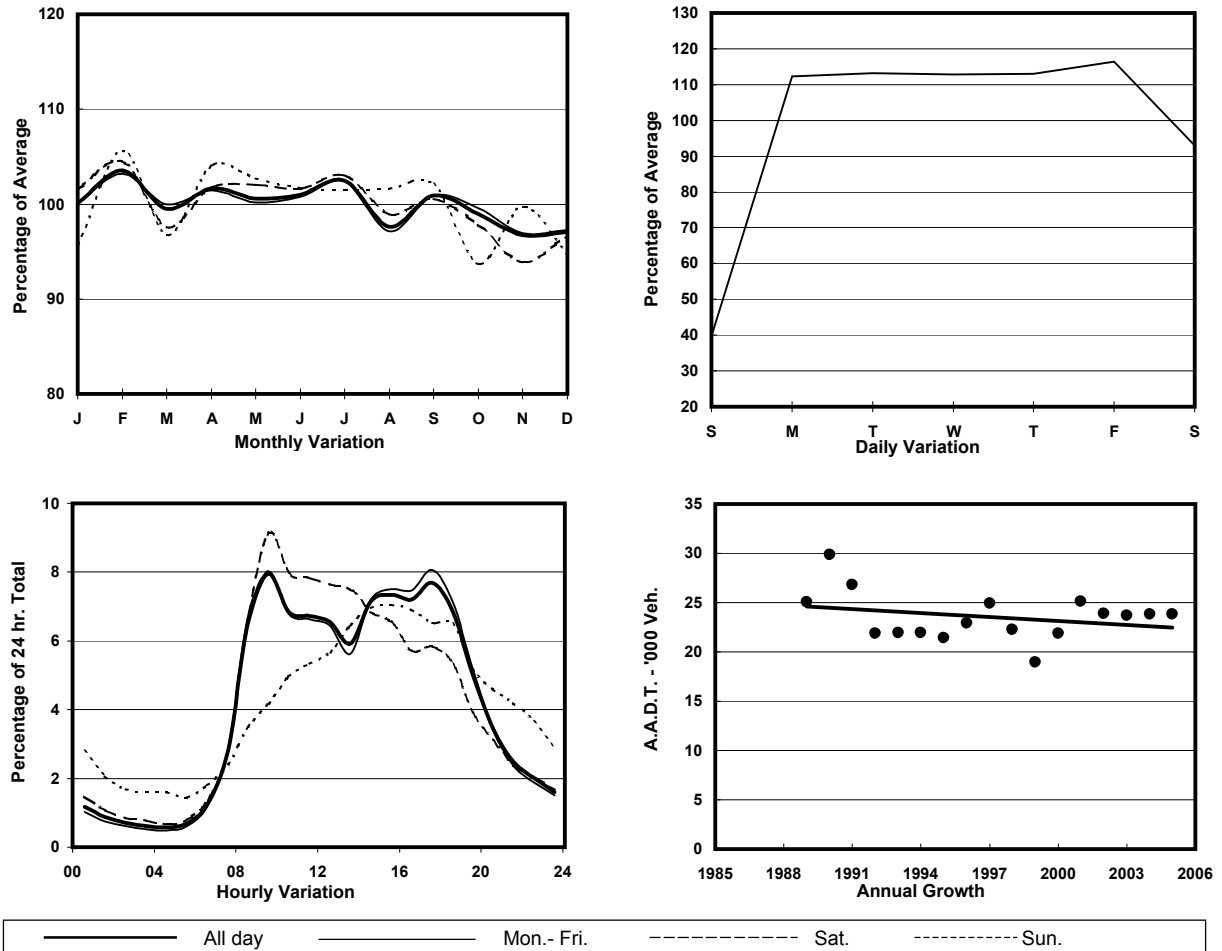 120
110
100
90
80
Percentage of Average
J F M A M J J A S O N D
Monthly Variation
130
120
110
100
90
80
70
60
50
40
30
20
Percentage of Average
S M T W T F S
Daily Variation
10
8
6
4
2
0
Percentage of 24 hr. Total
00 04 08 12 16 20 24
Hourly Variation
35
30
25
20
15
10
5
0
A.A.D.T. - '000 Veh.
1985 1988 1991 1994 1997 2000 2003 2006
Annual Growth
All day Mon.- Fri. Sat. Sun.